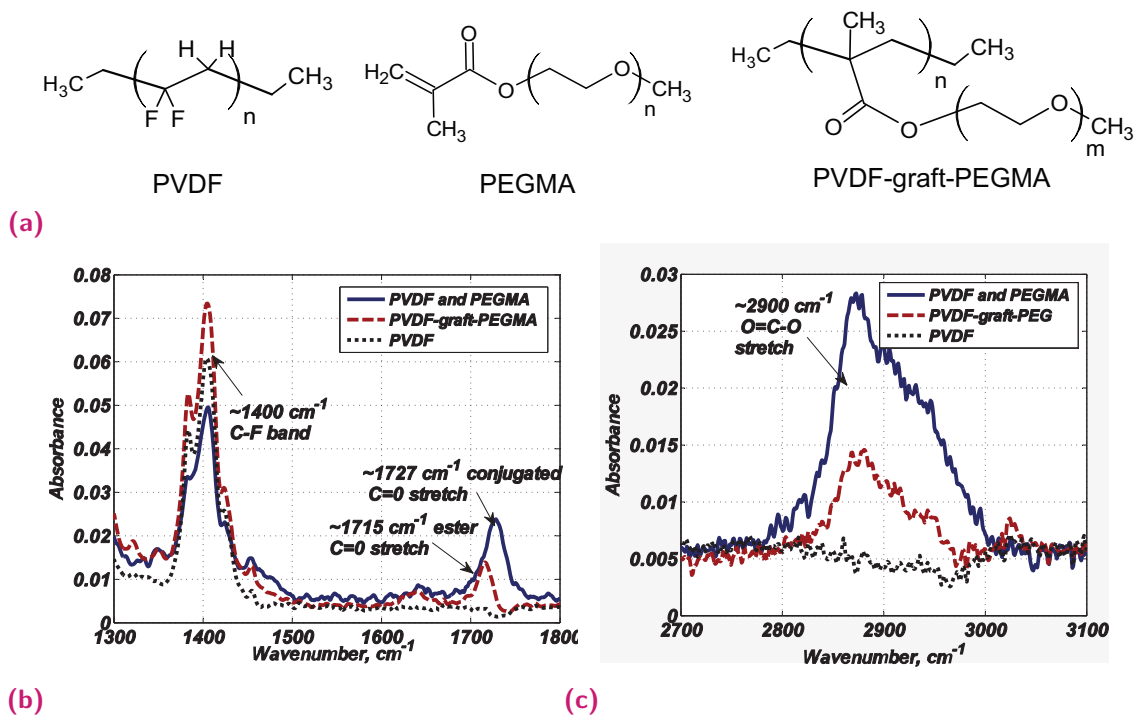 H₃C
H H
F F
n
CH₃
PVDF
H₂C
O
CH₃
O
O
n
CH₃
PEGMA
H₃C
CH₃
n
CH₃
O
O
O
m
CH₃
PVDF-graft-PEGMA
(a)
0.08
0.07
0.06
0.05
0.04
0.03
0.02
0.01
0
Absorbance
PVDF and PEGMA
PVDF-graft-PEGMA
PVDF
~1400 cm⁻¹
C-F band
~1727 cm⁻¹ conjugated
C=0 stretch
~1715 cm⁻¹ ester
C=0 stretch
1300 1400 1500 1600 1700 1800
Wavenumber, cm⁻¹
(b)
0.03
0.025
0.02
0.015
0.01
0.005
0
Absorbance
PVDF and PEGMA
PVDF-graft-PEG
PVDF
~2900 cm⁻¹
O=C-O
stretch
2700 2800 2900 3000 3100
Wavenumber, cm⁻¹
(c)